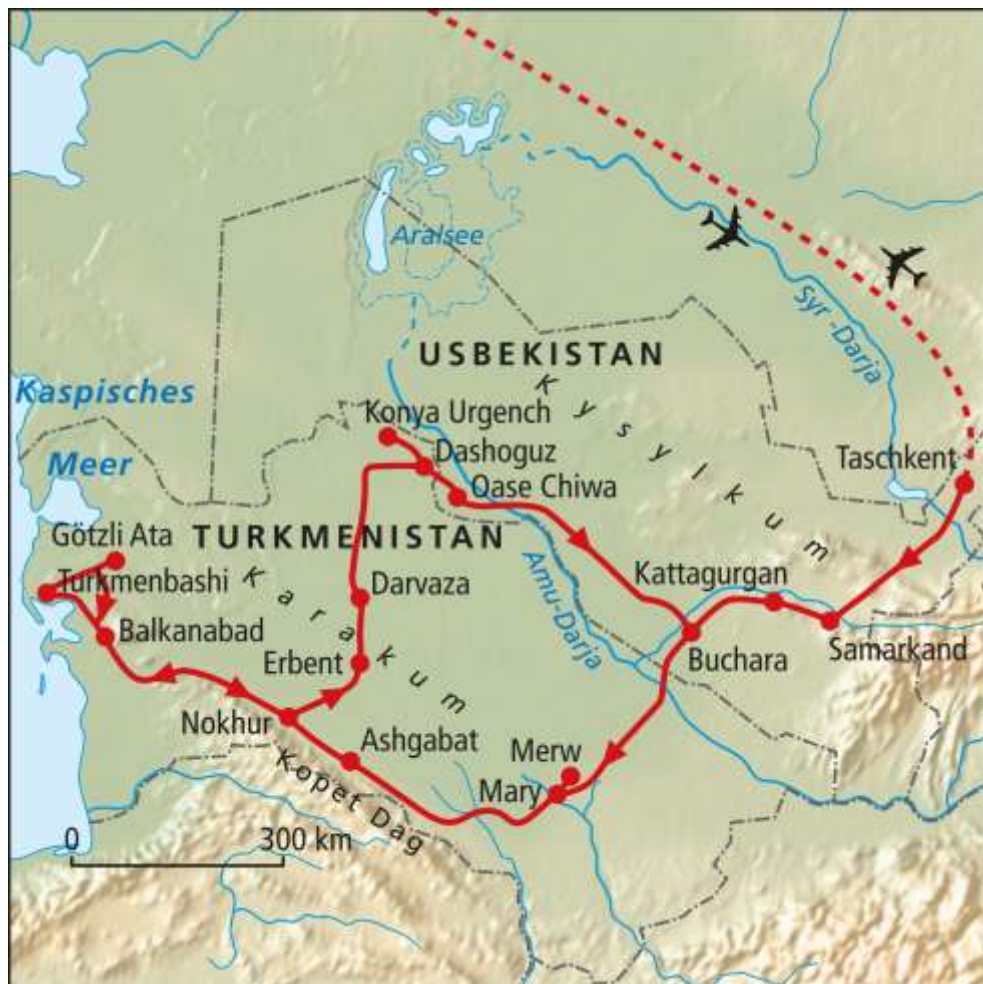 Aralsee
Syr-Darja
USBEKISTAN
Kaspisches
Meer
Kysylkum
Konya Urgench
Dashoguz
Taschkent
Oase Chiwa
Götzli Ata
TURKMENISTAN
Turkmenbashi
Karakum
Darvaza
Kattagurgan
Amu-Darja
Balkanabad
Buchara
Samarkand
Erbent
Nokhur
Ashgabat
Merw
Mary
Kopet Dag
0 300 km